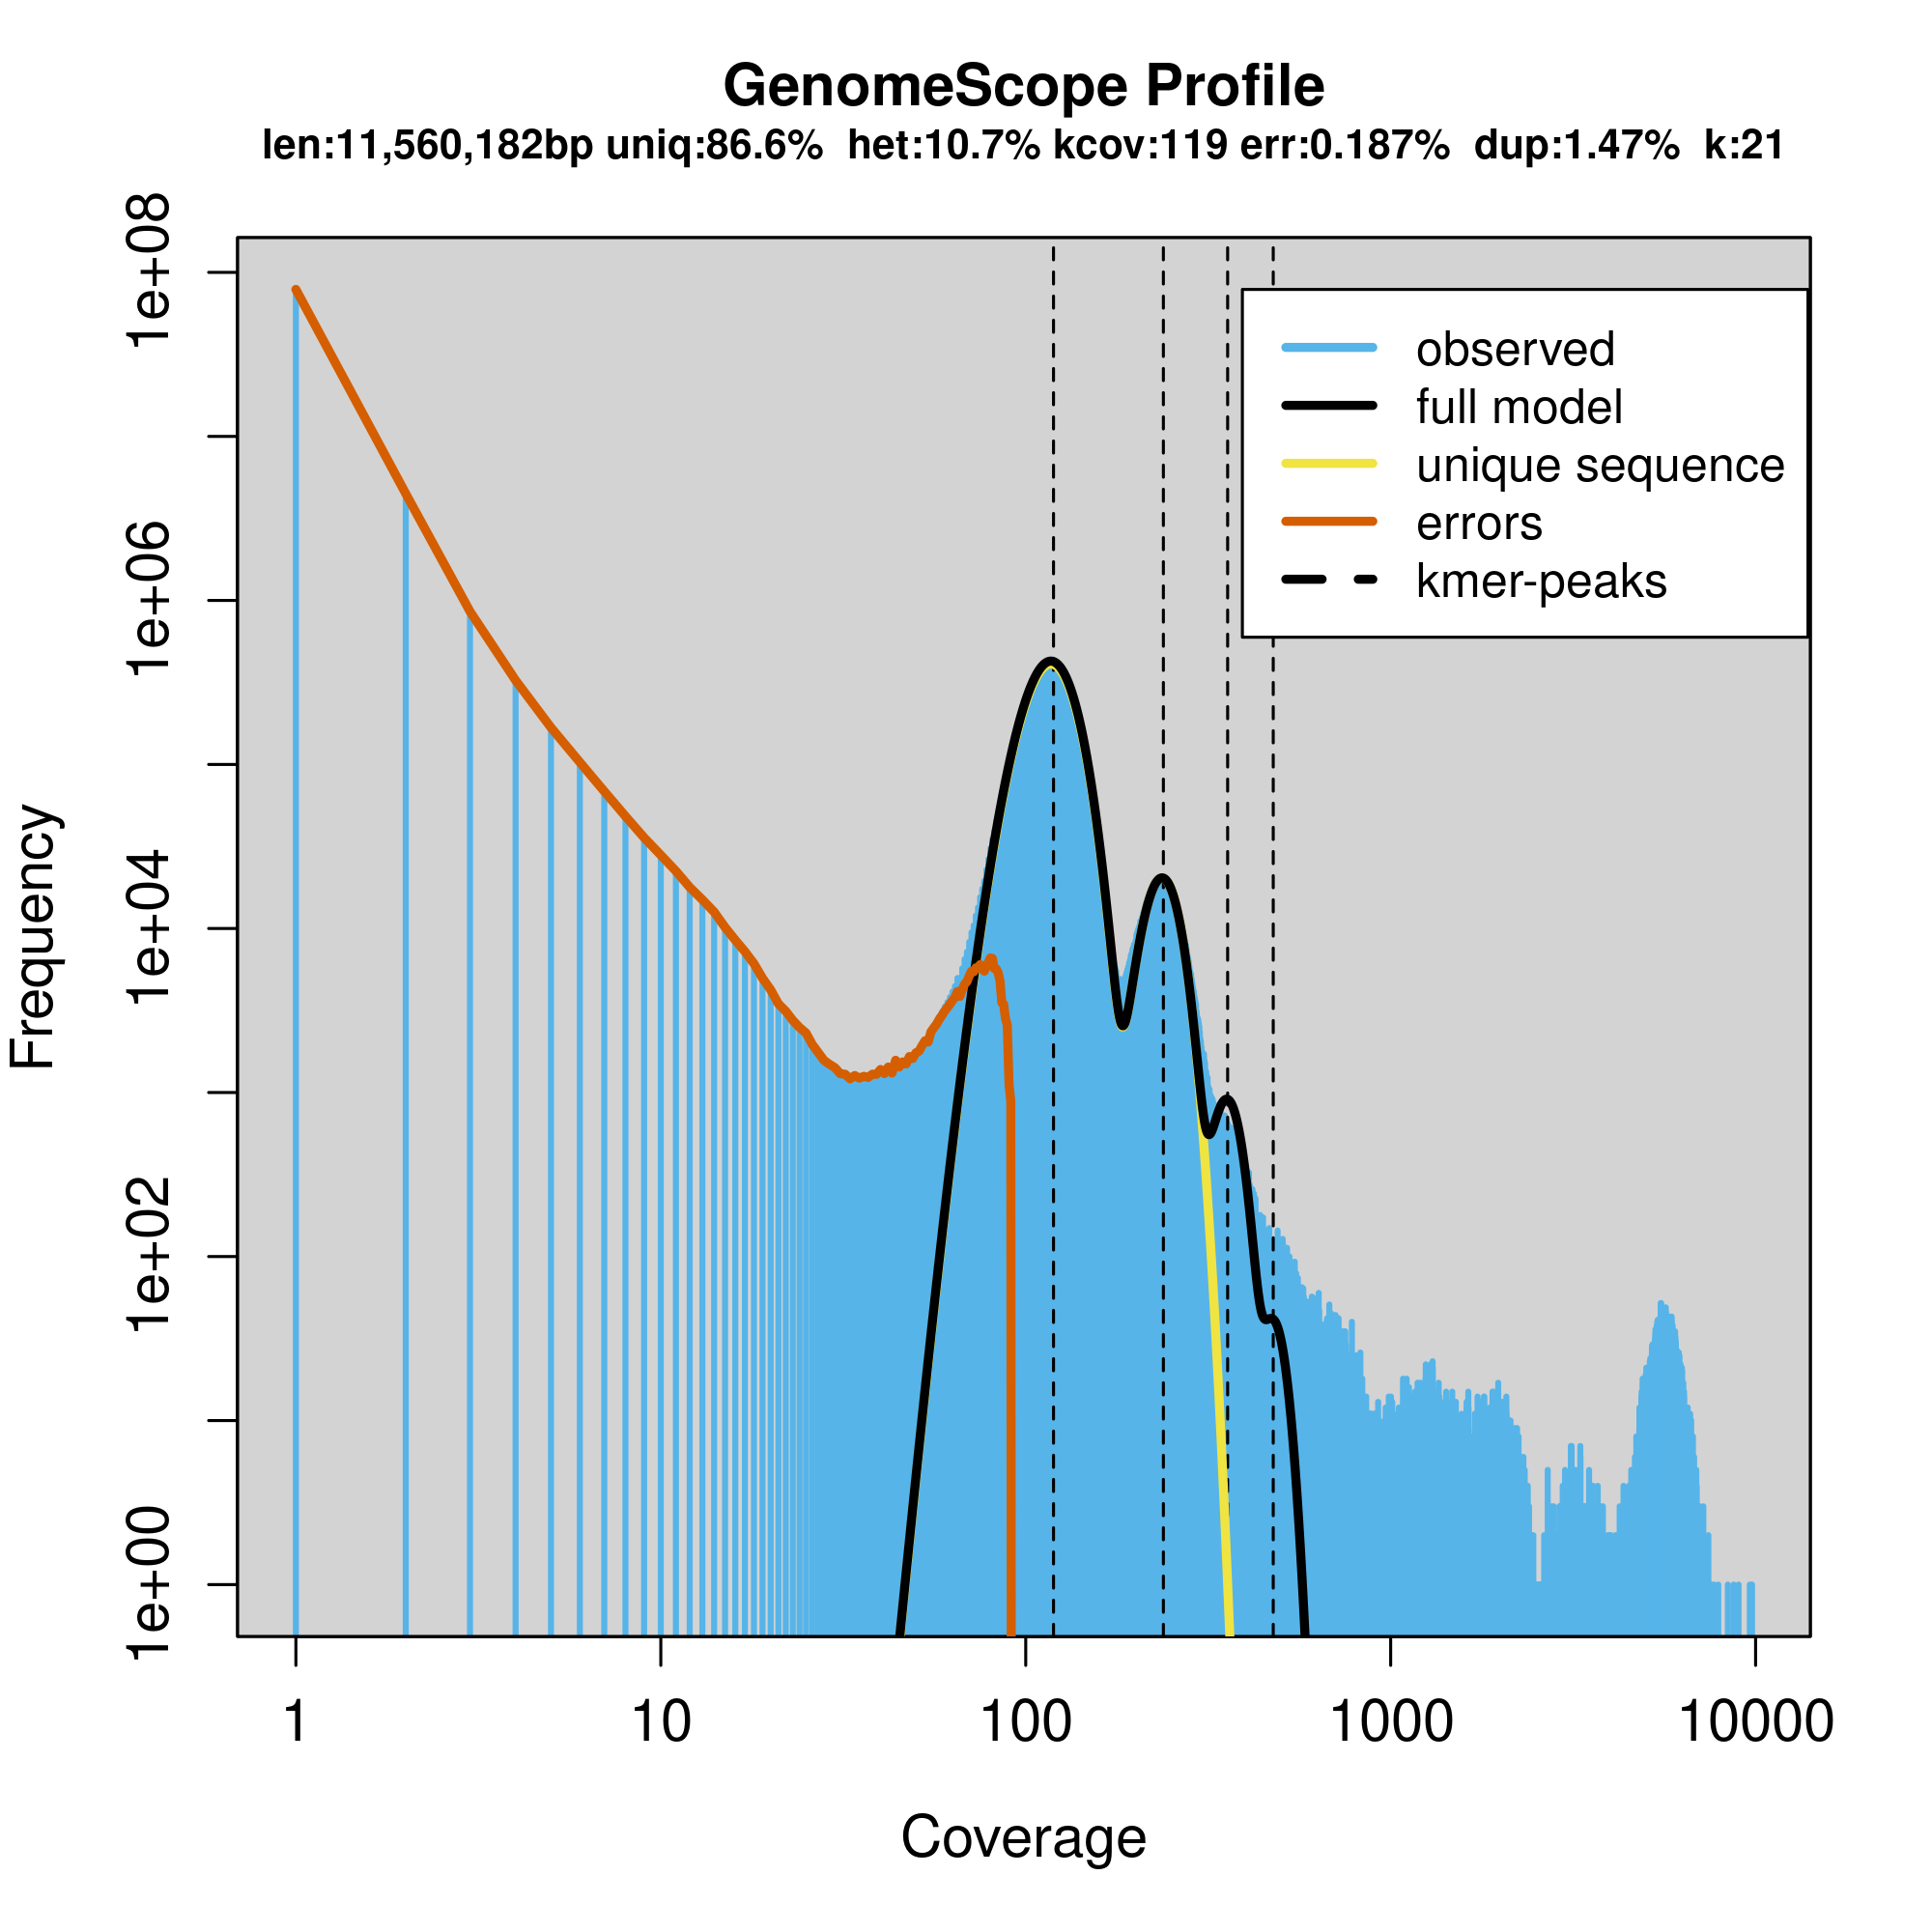 GenomeScope Profile
len:11,560,182bp uniq:86.6% het:10.7% kcov:119 err:0.187% dup:1.47% k:21
1e+08
1e+06
1e+04
1e+02
1e+00
Frequency
observed
full model
unique sequence
errors
kmer-peaks
1 10 100 1000 10000
Coverage